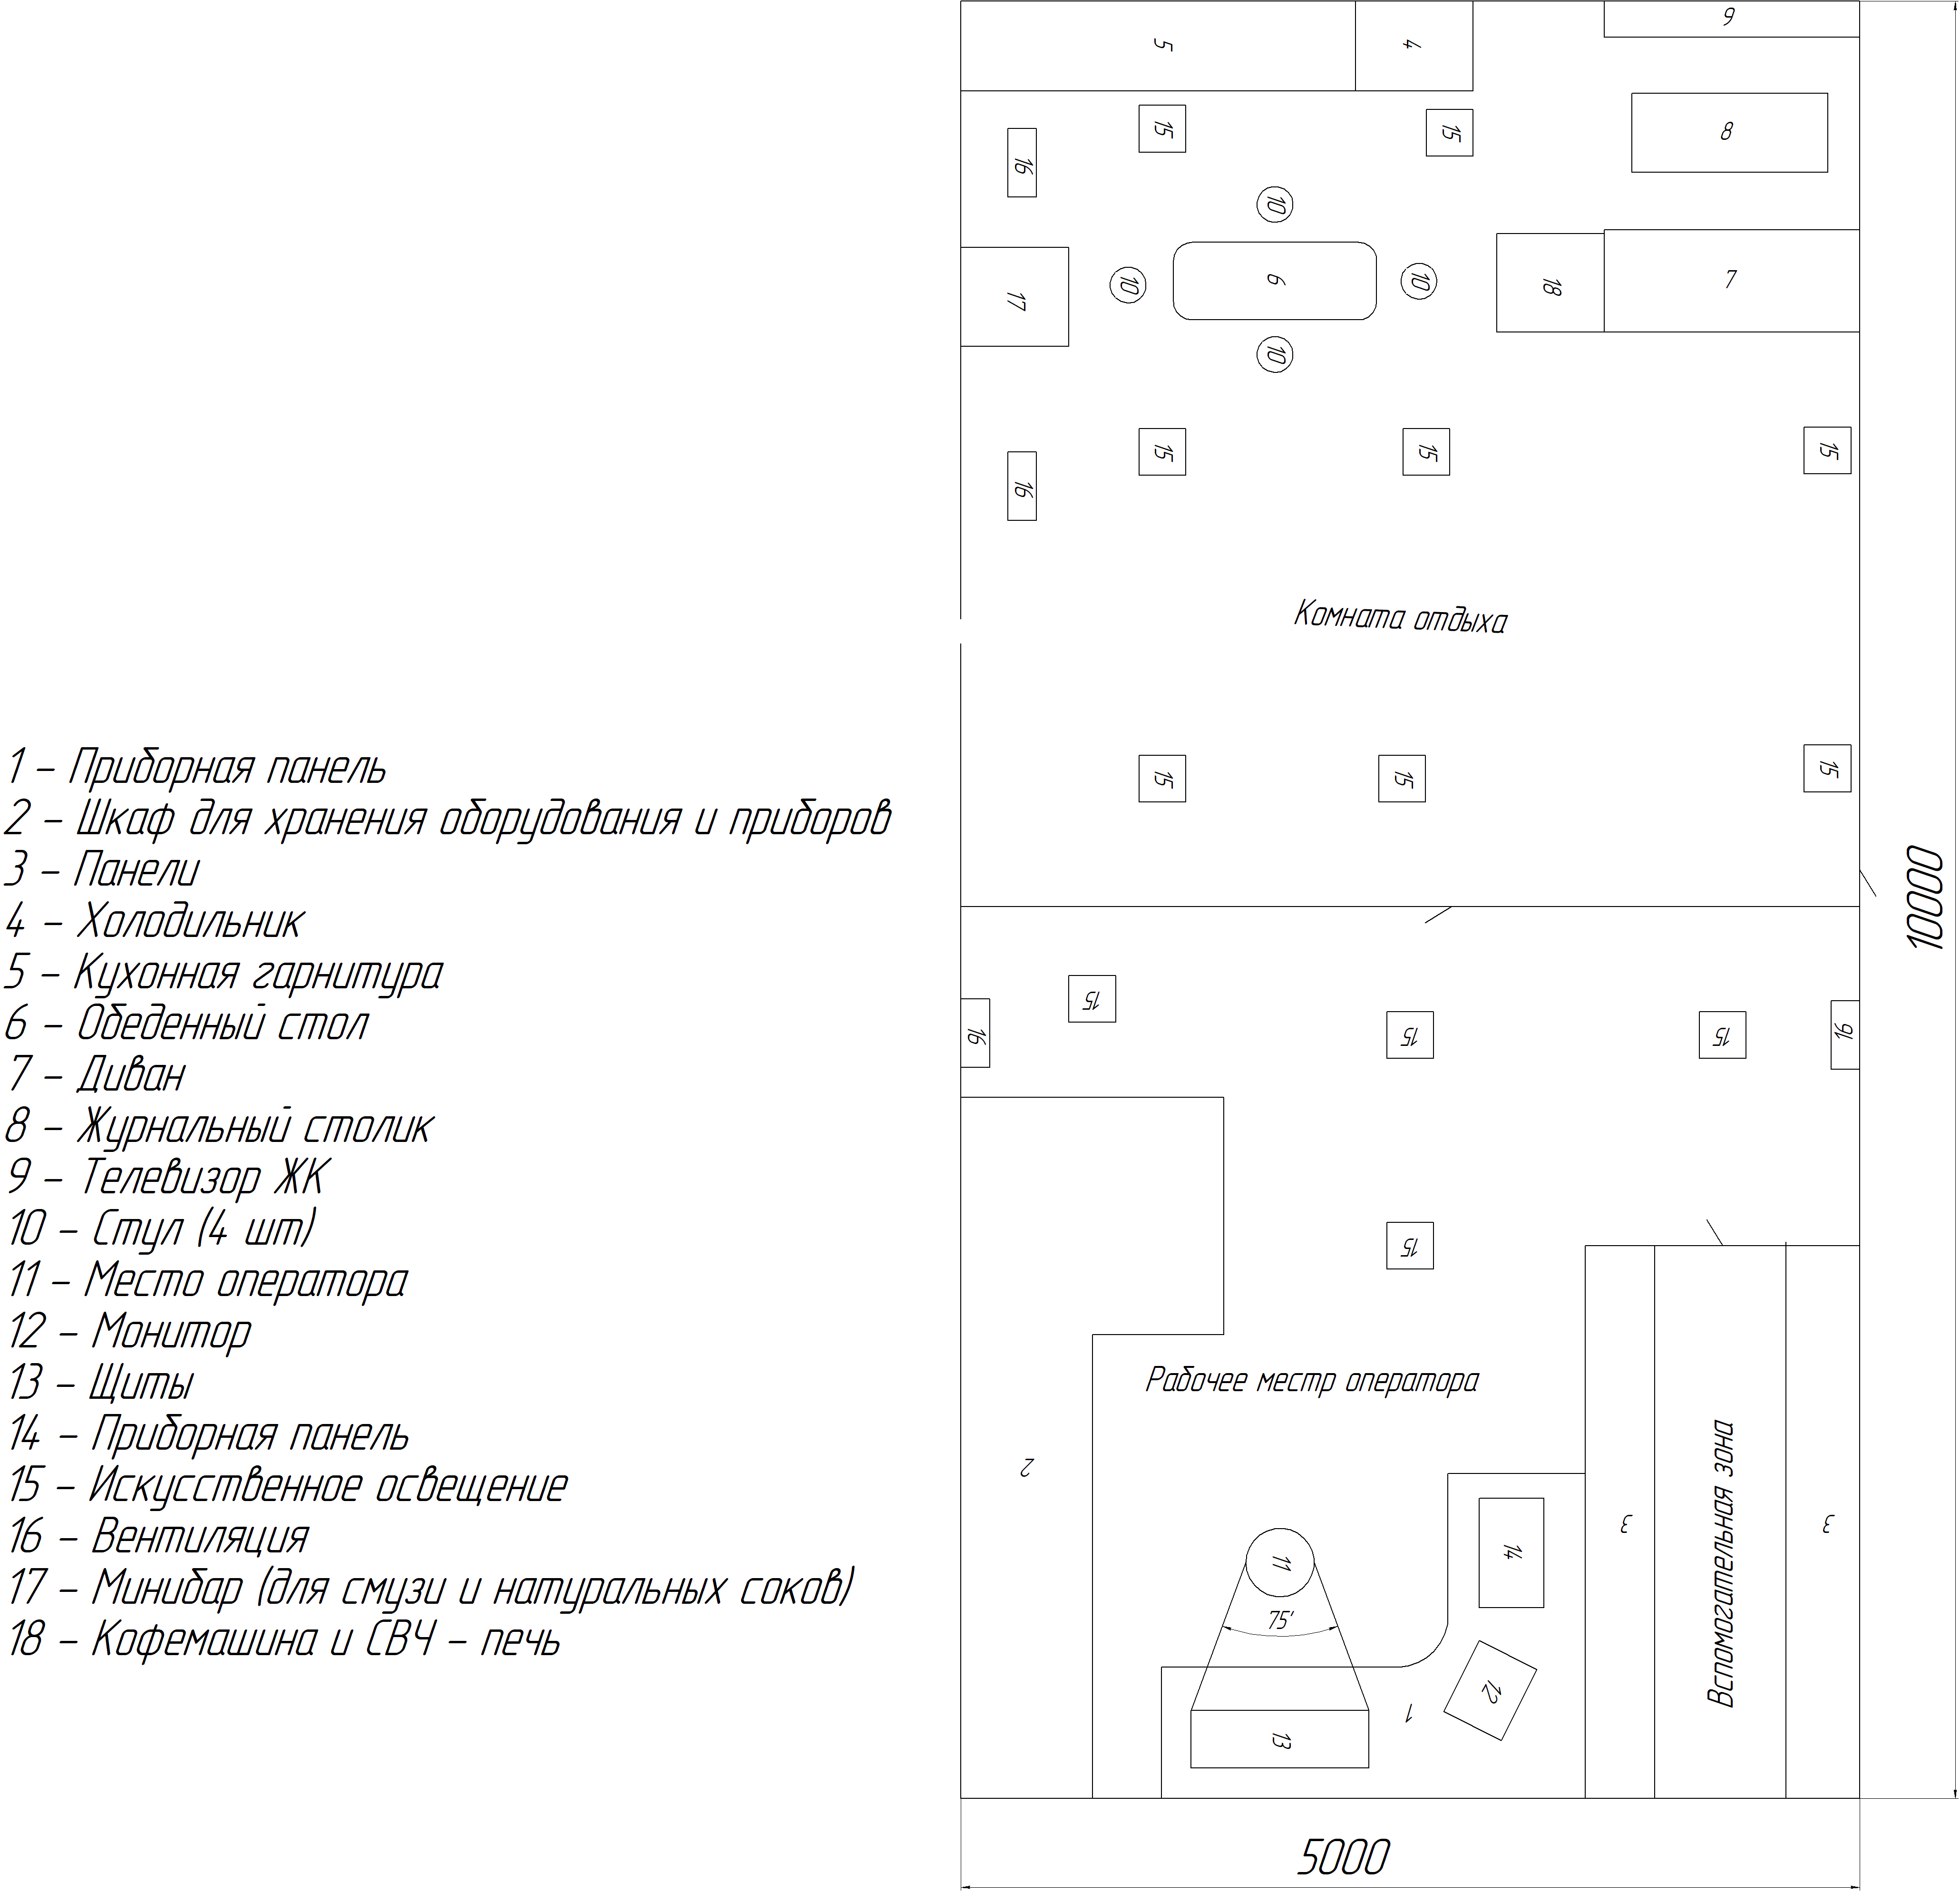 5
4
9
15
15
8
16
10
10
6
10
18
7
17
10
15
15
15
16
Комната отдыха
15
15
15
10000
15
15
15
16
16
15
Рабочее местр оператора
2
3
Вспомогательная зона
3
14
11
75'
12
1
13
5000
1 – Приборная панель
2 – Шкаф для хранения оборудования и приборов
3 – Панели
4 – Холодильник
5 – Кухонная гарнитура
6 – Обеденный стол
7 – Диван
8 – Журнальный столик
9 – Телевизор ЖК
10 – Стул (4 шт)
11 – Место оператора
12 – Монитор
13 – Щиты
14 – Приборная панель
15 – Искусственное освещение
16 – Вентиляция
17 – Минибар (для смузи и натуральных соков)
18 – Кофемашина и СВЧ – печь